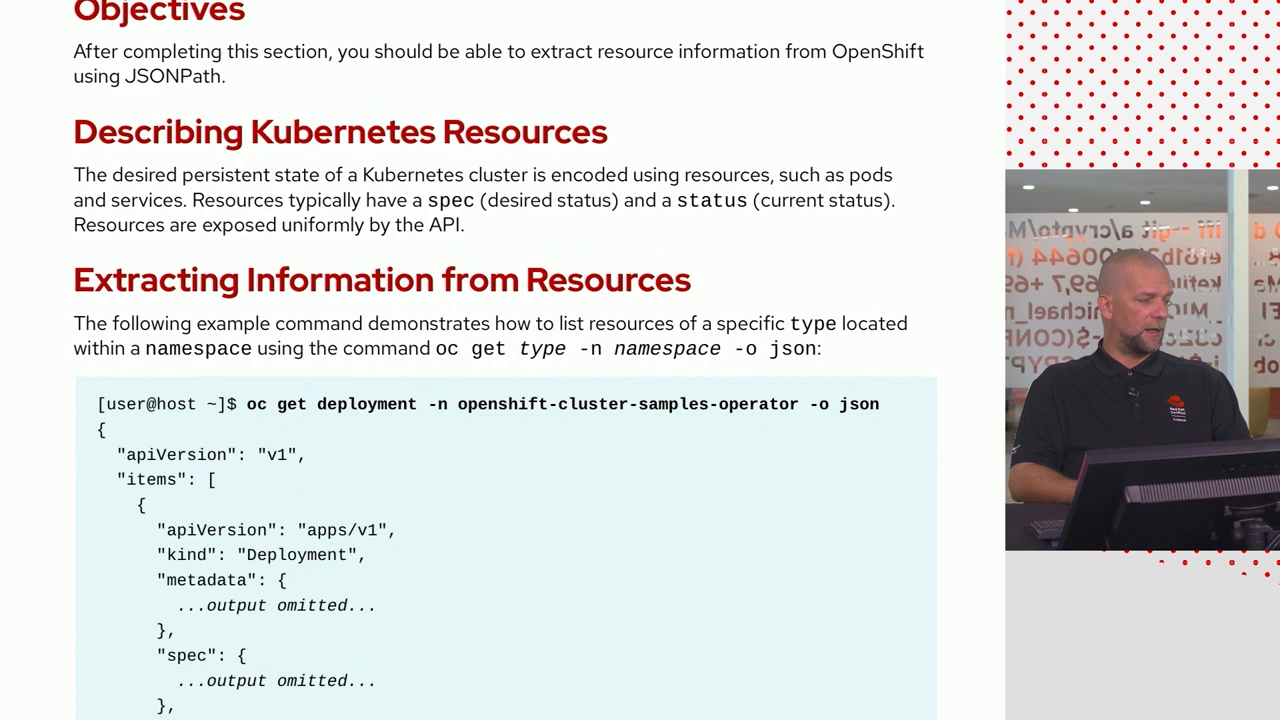 Objectives
After completing this section, you should be able to extract resource information from OpenShift
using JSONPath.
Describing Kubernetes Resources
The desired persistent state of a Kubernetes cluster is encoded using resources, such as pods
and services. Resources typically have a spec (desired status) and a status (current status).
Resources are exposed uniformly by the API.
Extracting Information from Resources
The following example command demonstrates how to list resources of a specific type located
within a namespace using the command oc get type -n namespace -o json:
[user@host ~]$ oc get deployment -n openshift-cluster-samples-operator -o json
{
"apiVersion": "v1",
"items": [
{
"apiVersion": "apps/v1",
"kind": "Deployment",
"metadata": {
...output omitted...
},
"spec": {
...output omitted...
},